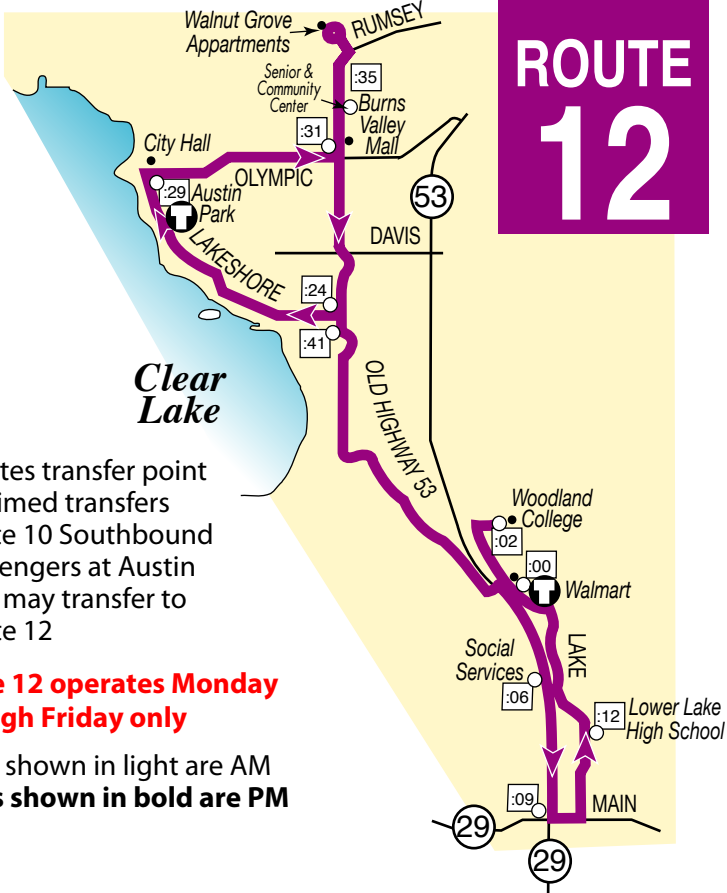 ROUTE
12
Walnut Grove
Appartments
RUMSEY
Senior &
Community
Center
:35
Burns
Valley
Mall
:31
City Hall
OLYMPIC
:29
Austin
Park
T
53
LAKESHORE
DAVIS
:24
:41
Clear
Lake
OLD HIGHWAY 53
tes transfer point
imed transfers
te 10 Southbound
engers at Austin
may transfer to
te 12
Woodland
College
:02
:00
T
Walmart
e 12 operates Monday
gh Friday only
Social
Services
:06
LAKE
:12
Lower Lake
High School
shown in light are AM
s shown in bold are PM
:09
MAIN
29
29